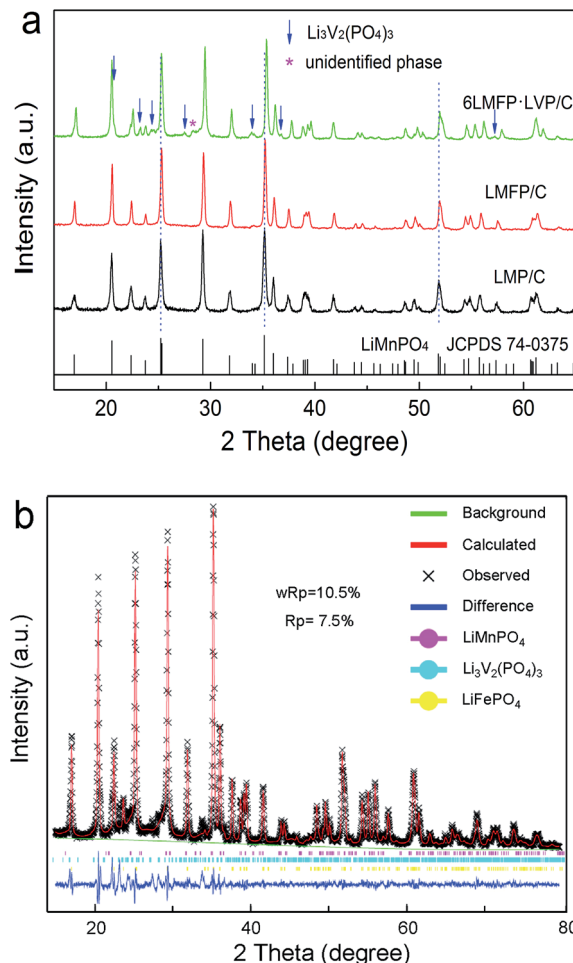 a
Li₃V₂(PO₄)₃
* unidentified phase
6LMFP·LVP/C
LMFP/C
LMP/C
LiMnPO₄ JCPDS 74-0375
Intensity (a.u.)
20 30 40 50 60
2 Theta (degree)
b
Background
Calculated
Observed
Difference
LiMnPO₄
Li₃V₂(PO₄)₃
LiFePO₄
wRp=10.5%
Rp= 7.5%
Intensity (a.u.)
20 40 60 80
2 Theta (degree)